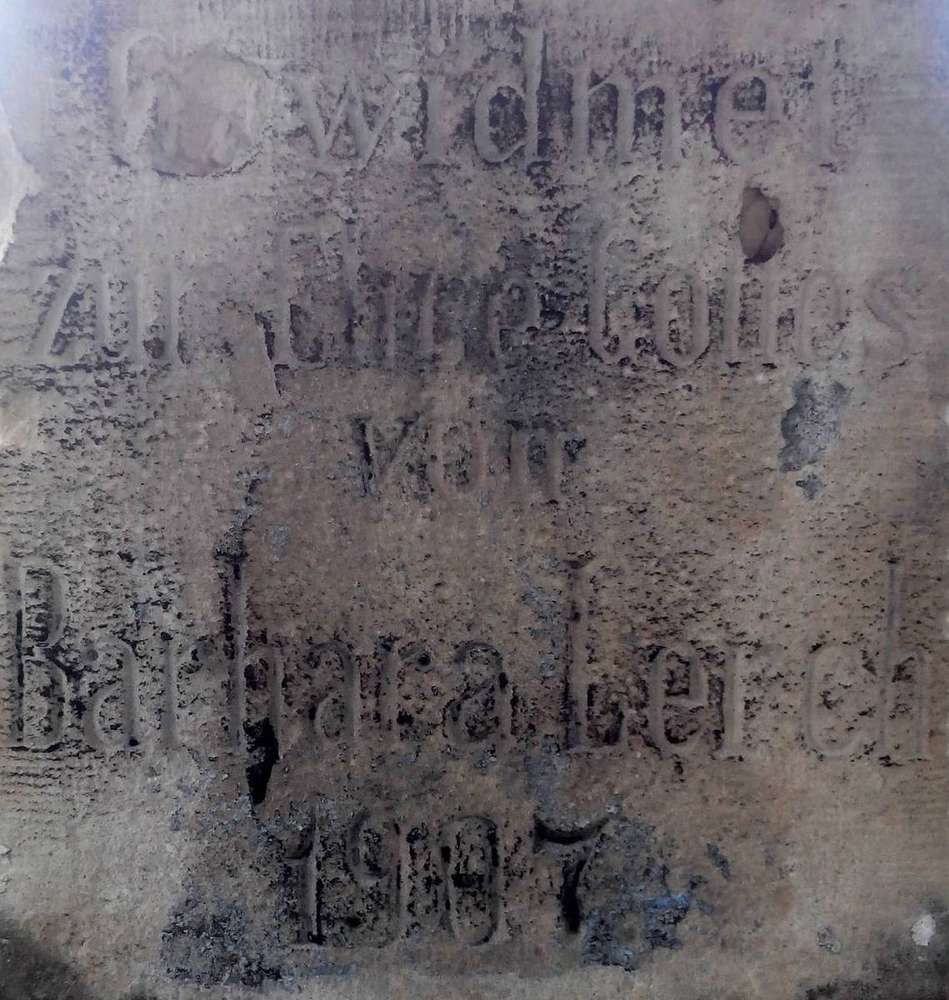 Gewidmet
Zur Ehre Gottes
von
Barbara Lerch
1907